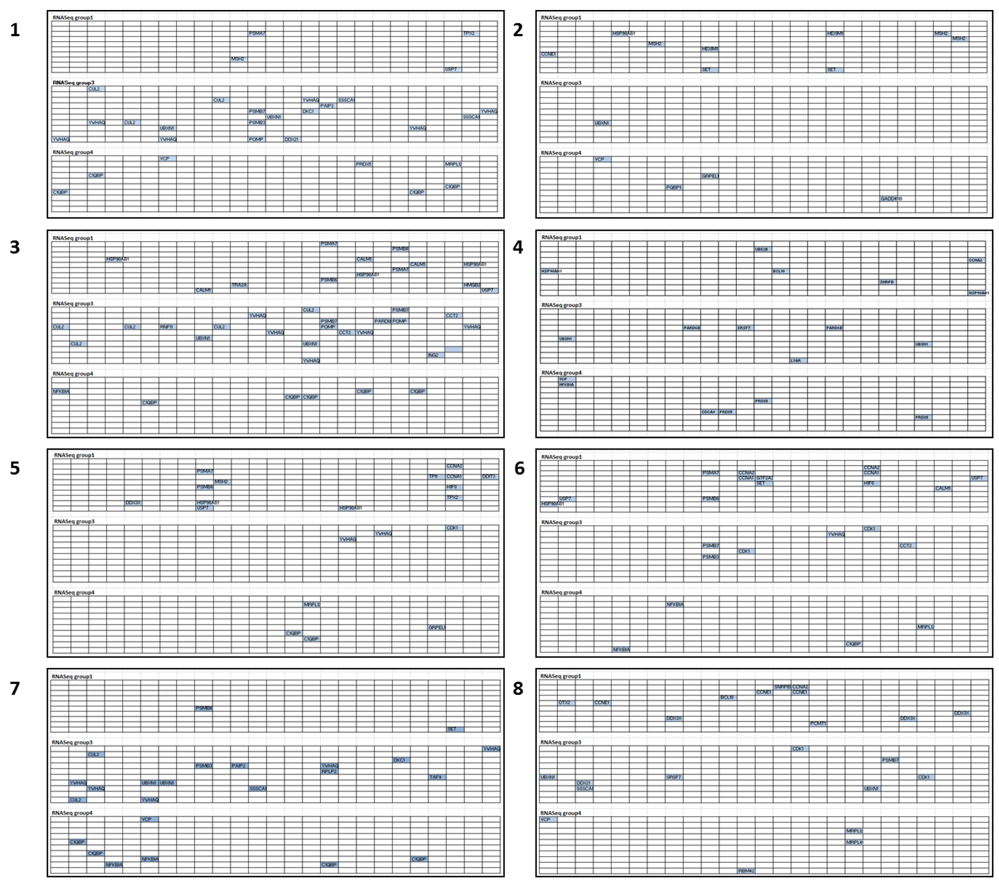 1
RNASeq group1
PSMA7 TPX2
MSH2
USP7
RNASeq group3
CUL2
CUL2 YWHAQ SSSCA1
PAIP2
PSMB7 DKC1 YWHAQ
UBXN1 SSSCA1
YWHAQ CUL2 PSMB3
UBXN1 YWHAQ
YWHAQ YWHAQ POMP DDX21
RNASeq group4
VCP
PRDX5 MRPL12
C1QBP
C1QBP
C1QBP C1QBP
2
RNASeq group1
HSP90AB1 HEXIM1 MSH2
MSH2
MSH2
HEXIM1
CCNE1
SET SET
RNASeq group3
UBXN1
RNASeq group4
VCP
GRPEL1
PQBP1
GADD45B
3
RNASeq group1
PSMA7
PSMB6
HSP90AB1 CALM1
CALM1 HSP90AB1
PSMA7
HSP90AB1
PSMB6
TRA2A HMGB2
CALM1 USP7
RNASeq group3
CUL2 PSMB7
YWHAQ CCT2
PSMB7 PARD6B POMP
CUL2 CUL2 RNF11 CUL2 POMP YWHAQ
YWHAQ CCT2 YWHAQ
UBXN1
CUL2 UBXN1
ING2
YWHAQ
RNASeq group4
NFKBIA C1QBP C1QBP
C1QBP C1QBP
C1QBP
4
RNASeq group1
UBE2B
CCNA2
HSP90AB1 BCL10
SNRPB
HSP90AB1
RNASeq group3
PARD6B SRSF7 PARD6B
UBXN1
UBXN1
LYAR
RNASeq group4
VCP
NFKBIA
PRDX5
CDCA4 PRDX5
PRDX5
5
RNASeq group1
CCNA2
PSMA7
TPI1 CCNA1 DDIT3
MSH2
PSMB6 H1F0
TPX2
DDX3X HSP90AB1
USP7 HSP90AB1
RNASeq group3
CDK1
YWHAQ
YWHAQ
RNASeq group4
MRPL12
GRPEL1
C1QBP
C1QBP
6
RNASeq group1
CCNA2
PSMA7 CCNA2 CCNA1
CCNA1 GTF2A2 USP7
SET H1F0
CALM1
USP7 PSMB6
HSP90AB1
RNASeq group3
CDK1
YWHAQ
PSMB7 CCT2
CDK1
PSMB3
RNASeq group4
NFKBIA
MRPL12
C1QBP
NFKBIA
7
RNASeq group1
PSMB6
SET
RNASeq group3
YWHAQ
CUL2
DKC1
PSMB3 PAIP2 YWHAQ
RPLP2
TAF9
YWHAQ UBXN1 UBXN1
YWHAQ SSSCA1
CUL2 YWHAQ
RNASeq group4
VCP
C1QBP
C1QBP
NFKBIA C1QBP
NFKBIA C1QBP
8
RNASeq group1
SNRPB CCNA2
CCNE1 CCNE1
BCL10
OTX2 CCNE1
DDX3X
DDX3X DDX3X
PCMT1
RNASeq group3
CDK1
PSMB7
UBXN1 SRSF7 CDK1
DDX21
SSSCA1 UBXN1
RNASeq group4
VCP
MRPL12
MRPL41
RBM42